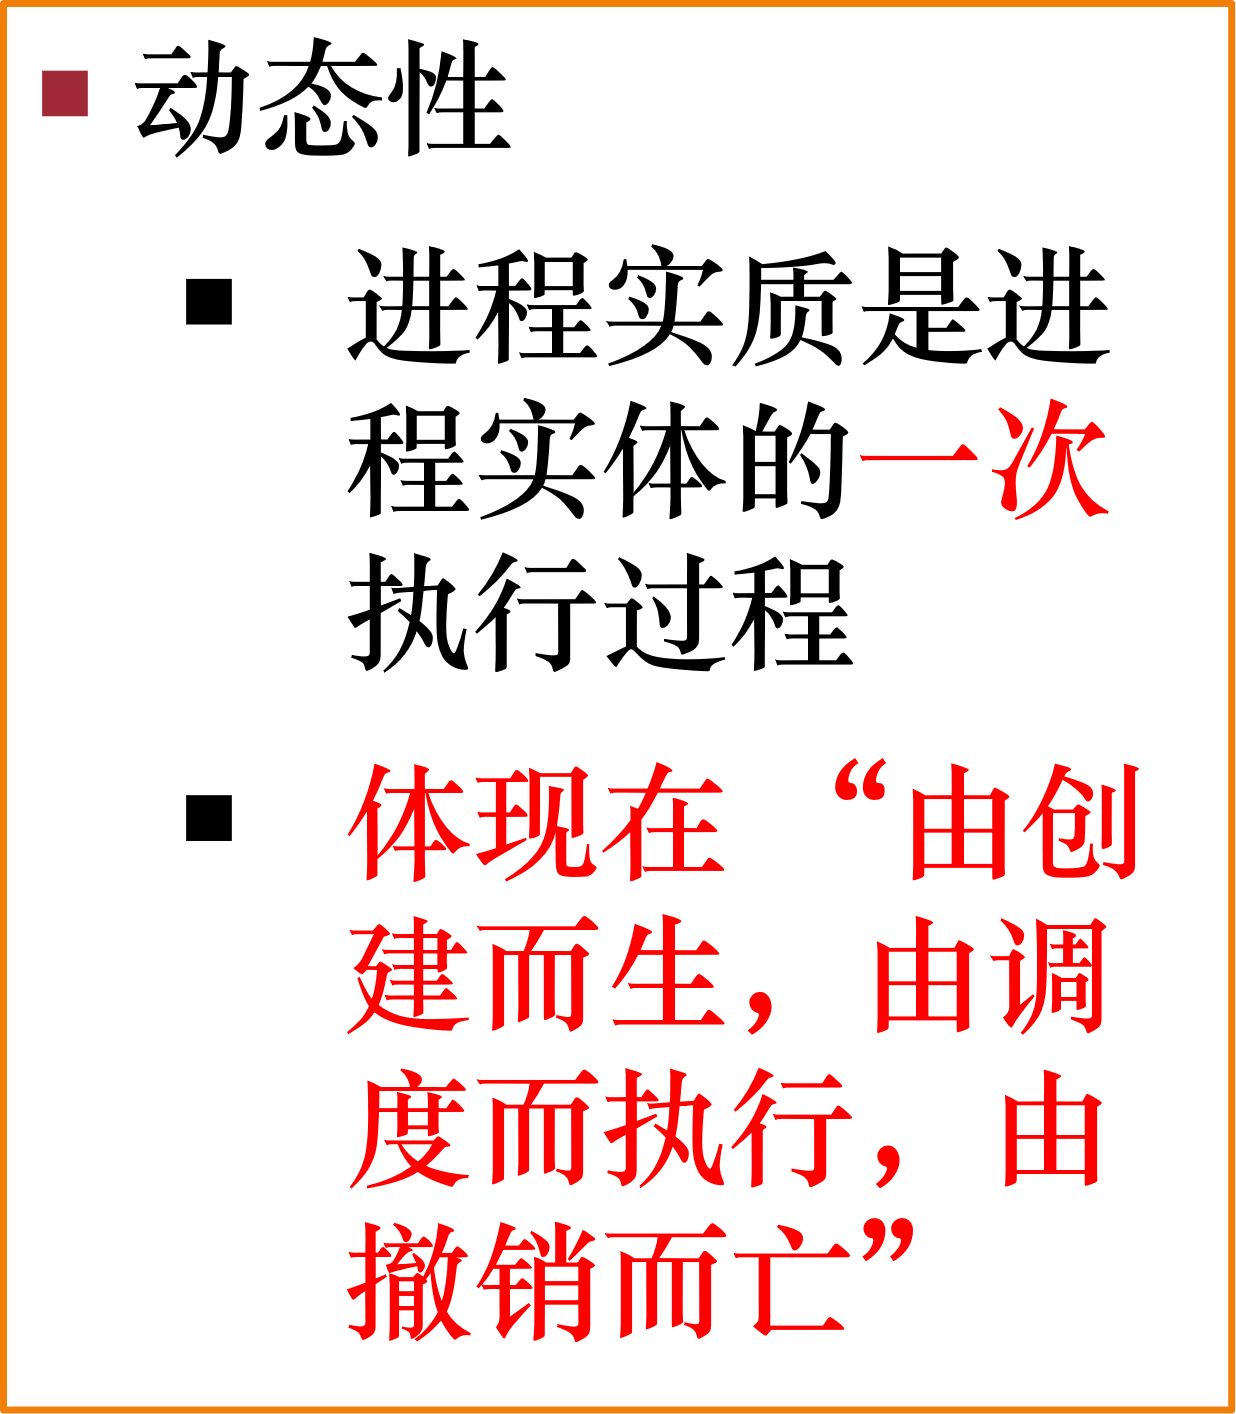 动态性
进程实质是进
程实体的一次
执行过程
体现在 “由创
建而生，由调
度而执行，由
撤销而亡”